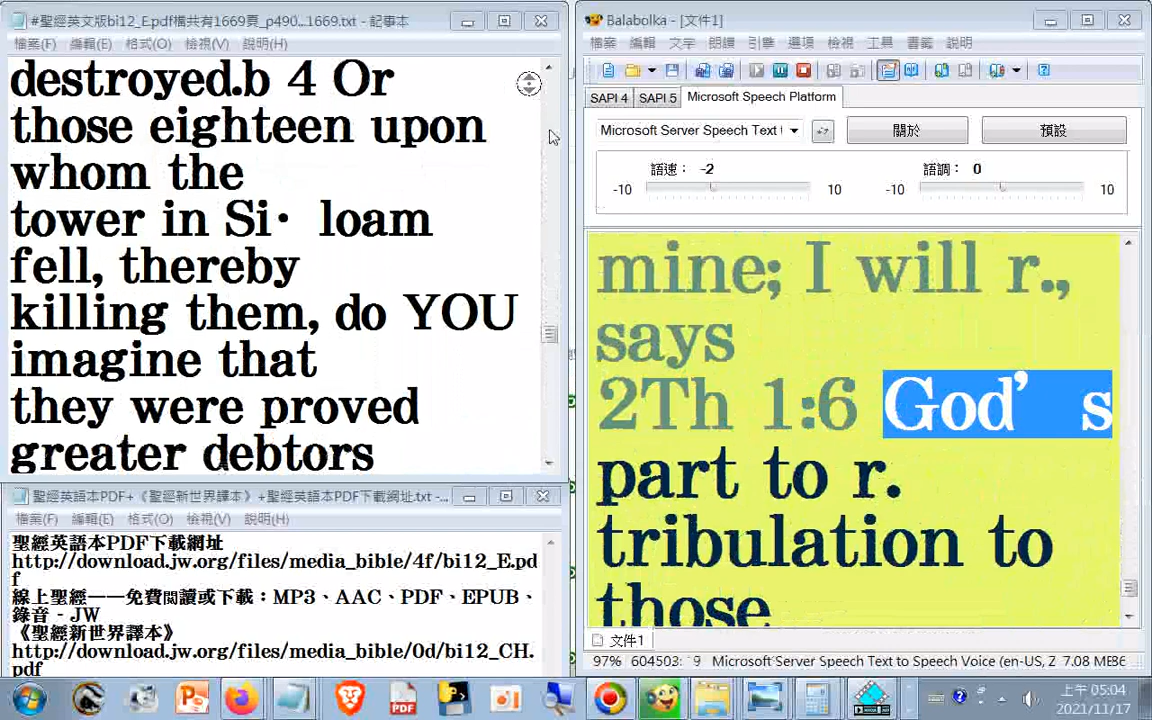 #聖經英文版bi12_E.pdf檔共有1669頁_p490...1669.txt - 記事本
檔案(F) 編輯(E) 格式(O) 檢視(V) 說明(H)
destroyed.b 4 Or
those eighteen upon
whom the
tower in Si· loam
fell, thereby
killing them, do YOU
imagine that
they were proved
greater debtors
聖經英語本PDF+《聖經新世界譯本》+聖經英語本PDF下載網址.txt -...
檔案(F) 編輯(E) 格式(O) 檢視(V) 說明(H)
聖經英語本PDF下載網址
http://download.jw.org/files/media_bible/4f/bi12_E.pd
f
線上聖經——免費閱讀或下載：MP3、AAC、PDF、EPUB、
錄音 - JW
《聖經新世界譯本》
http://download.jw.org/files/media_bible/0d/bi12_CH.
pdf
Balabolka - [文件1]
檔案 編輯 文字 朗讀 引擎 選項 檢視 工具 書籤 說明
SAPI 4 SAPI 5 Microsoft Speech Platform
Microsoft Server Speech Text 關於 預設
語速： -2 語調： 0
-10 10 -10 10
mine; I will r.,
says
2Th 1:6 God’ s
part to r.
tribulation to
those
文件1
97% Microsoft Server Speech Text to Speech Voice (en-US, Z 7.08 MB
PDF
上午 05:04
2021/11/17